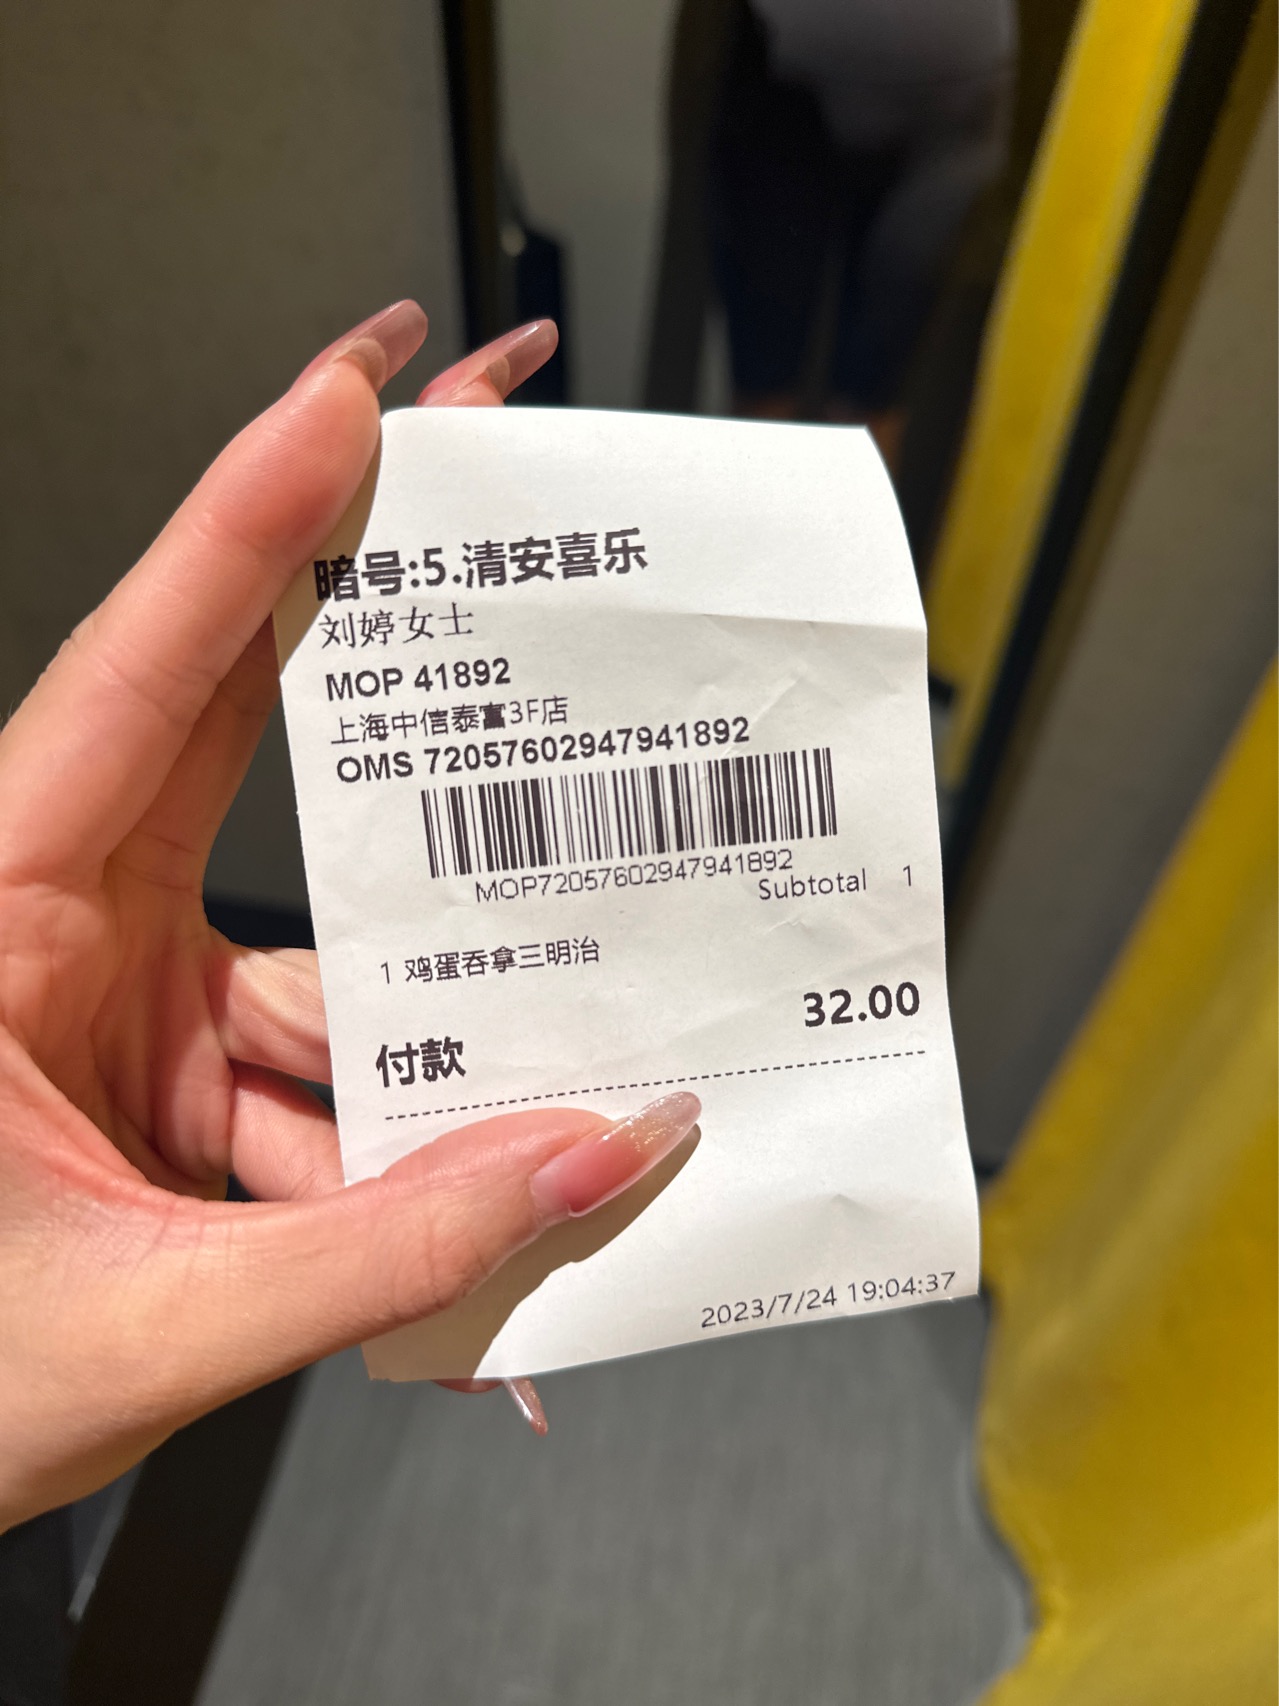 暗号:5.清安喜乐
刘婷女士
MOP 41892
上海中信泰富3F店
OMS 72057602947941892
MOP72057602947941892
Subtotal 1
1 鸡蛋吞拿三明治
32.00
付款
2023/7/24 19:04:37